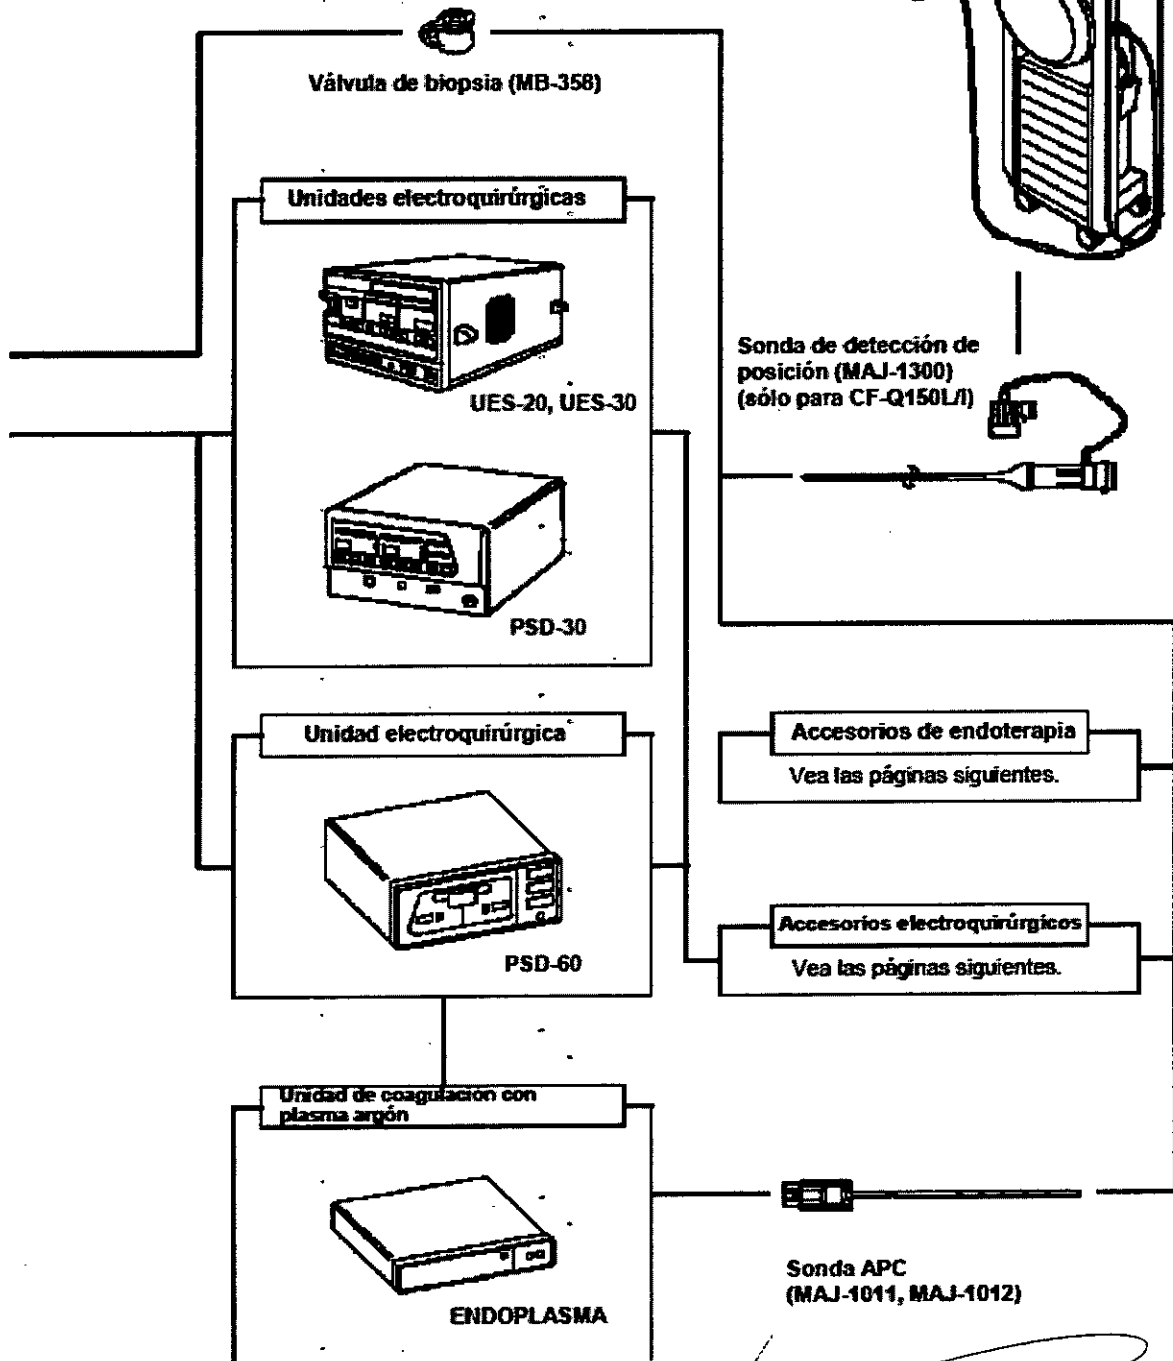 Válvula de biopsia (MB-358)
Unidades electroquirúrgicas
UES-20, UES-30
Sonda de detección de
posición (MAJ-1300)
(sólo para CF-Q150L/I)
PSD-30
Unidad electroquirúrgica
PSD-60
Accesorios de endoterapia
Vea las páginas siguientes.
Accesorios electroquirúrgicos
Vea las páginas siguientes.
Unidad de coagulación con
plasma argón
ENDOPLASMA
Sonda APC
(MAJ-1011, MAJ-1012)